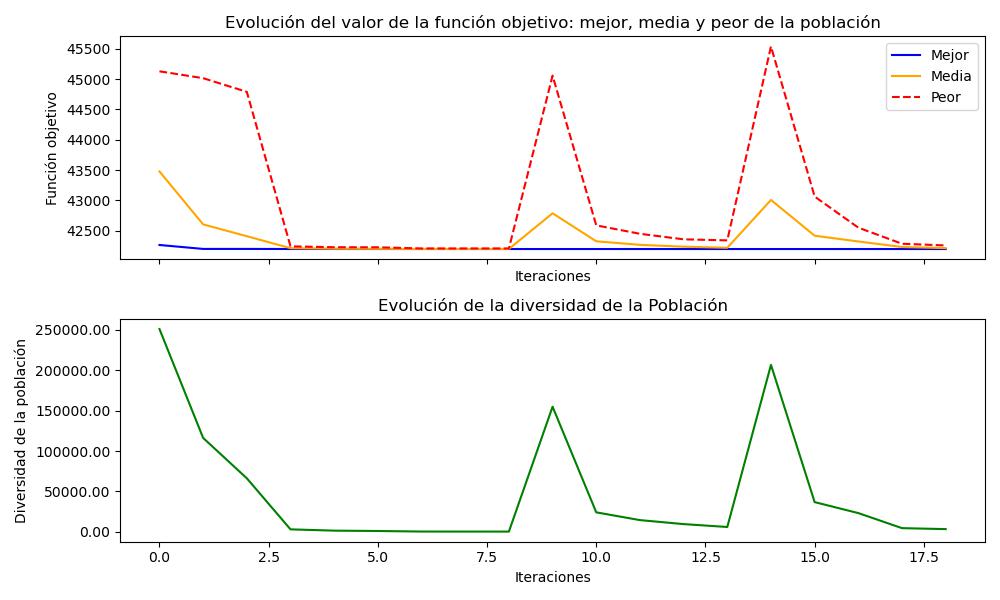 Evolución del valor de la función objetivo: mejor, media y peor de la población
45500
45000
44500
44000
43500
43000
42500
Función objetivo
Mejor
Media
Peor
Iteraciones
Evolución de la diversidad de la Población
250000.00
200000.00
150000.00
100000.00
50000.00
0.00
Diversidad de la población
0.0 2.5 5.0 7.5 10.0 12.5 15.0 17.5
Iteraciones